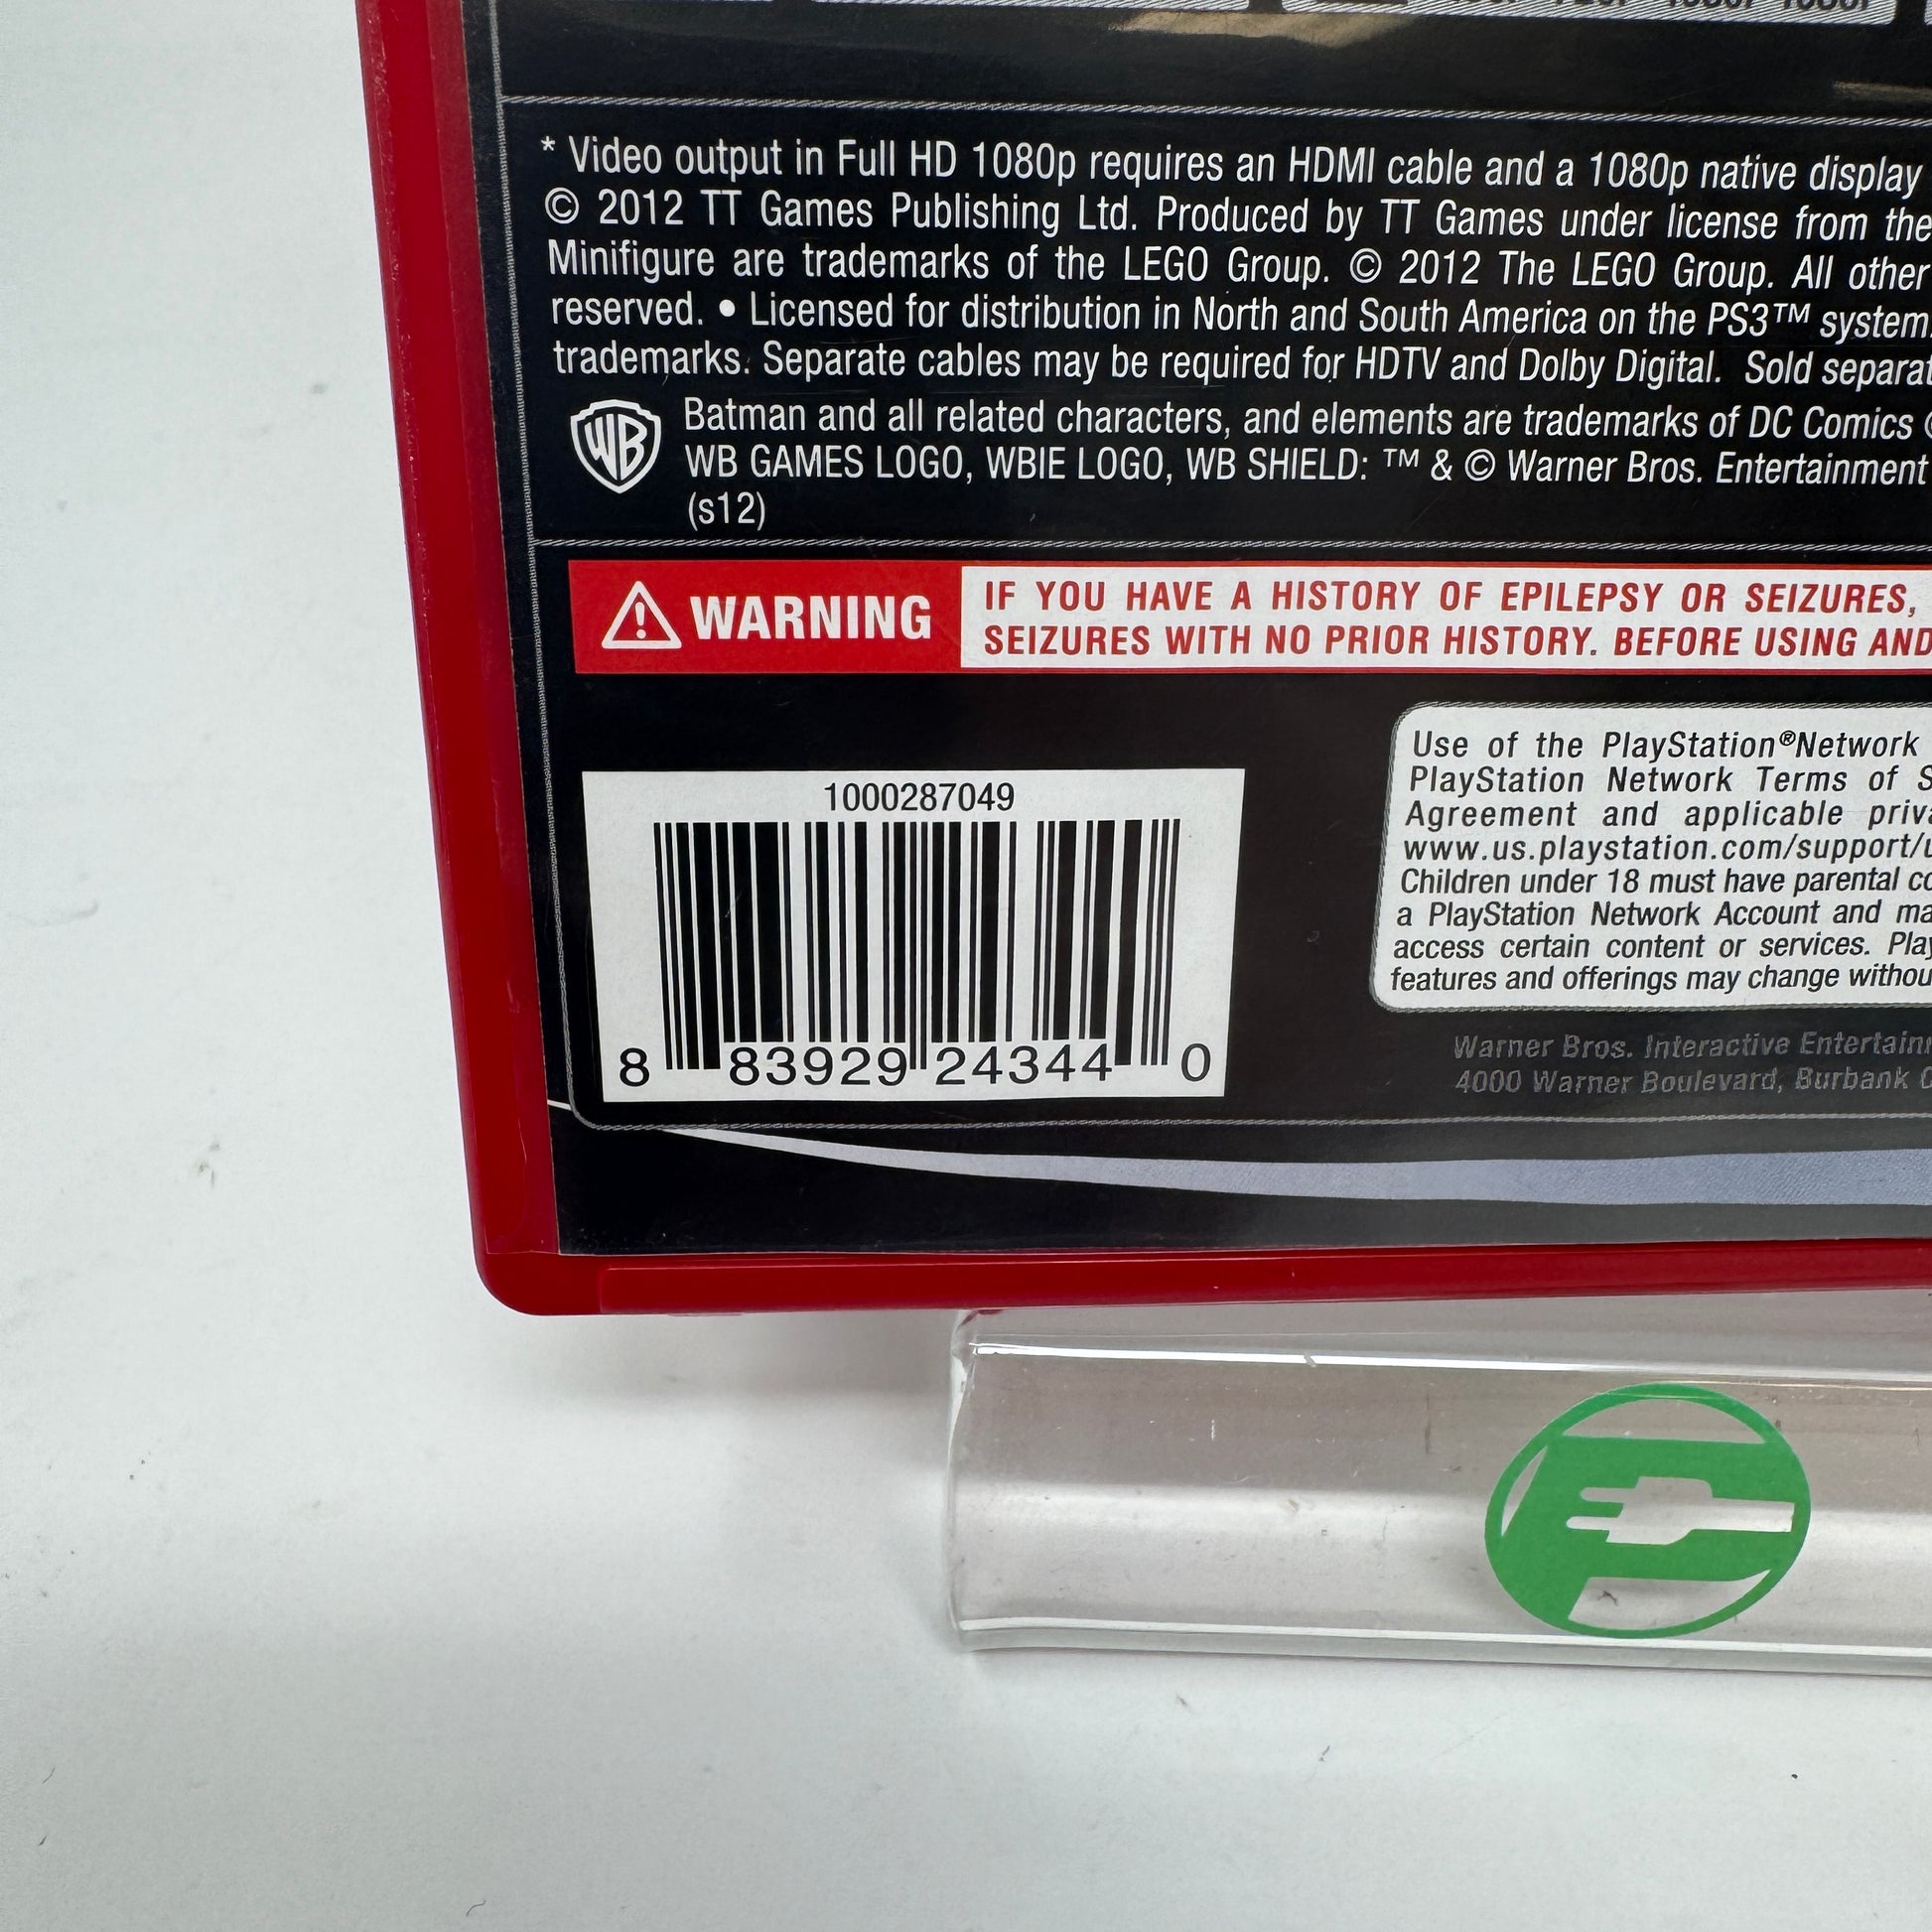 * Video output in Full HD 1080p requires an HDMI cable and a 1080p native display
© 2012 TT Games Publishing Ltd. Produced by TT Games under license from the
Minifigure are trademarks of the LEGO Group. © 2012 The LEGO Group. All other
reserved. • Licensed for distribution in North and South America on the PS3™ system.
trademarks. Separate cables may be required for HDTV and Dolby Digital. Sold separat
WB
Batman and all related characters, and elements are trademarks of DC Comics ©
WB GAMES LOGO, WBIE LOGO, WB SHIELD: ™ & © Warner Bros. Entertainment
(s12)
WARNING
IF YOU HAVE A HISTORY OF EPILEPSY OR SEIZURES,
SEIZURES WITH NO PRIOR HISTORY. BEFORE USING AND
1000287049
8 83929 24344 0
Use of the PlayStation®Network
PlayStation Network Terms of S
Agreement and applicable priva
www.us.playstation.com/support/u
Children under 18 must have parental co
a PlayStation Network Account and ma
access certain content or services. Play
features and offerings may change withou
Warner Bros. Interactive Entertain
4000 Warner Boulevard, Burbank C